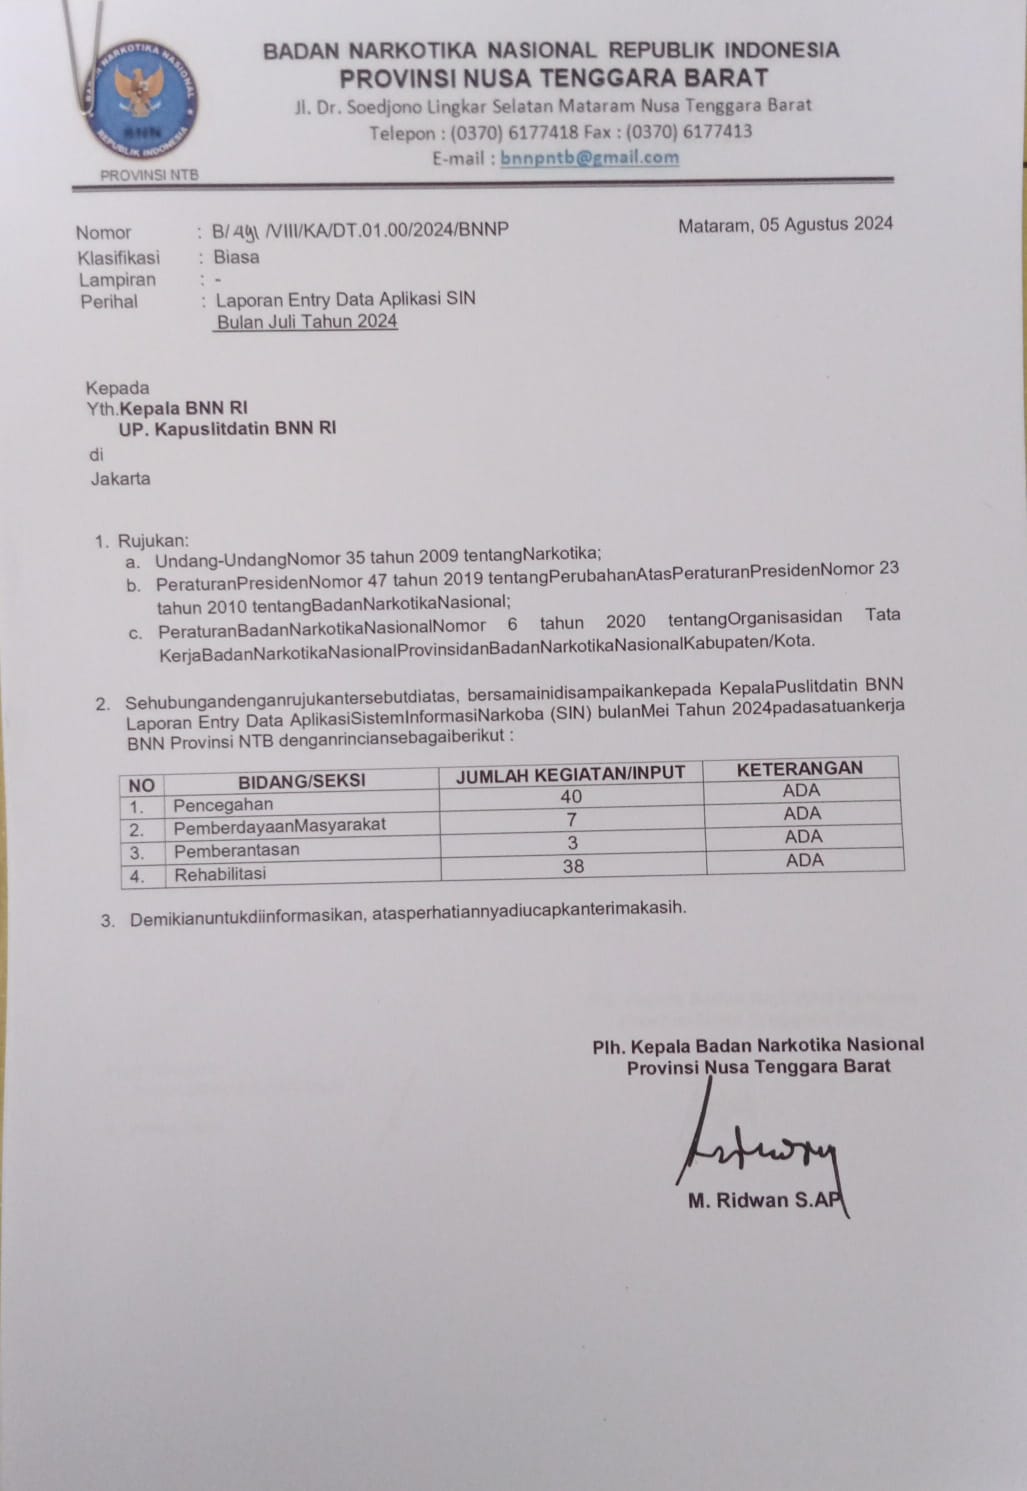 BADAN NARKOTIKA NASIONAL REPUBLIK INDONESIA
PROVINSI NUSA TENGGARA BARAT
Jl. Dr. Soedjono Lingkar Selatan Mataram Nusa Tenggara Barat
Telepon : (0370) 6177418 Fax : (0370) 6177413
E-mail : bnnpntb@gmail.com
NARKOTIKA NASIONAL
BNN
REPUBLIK INDONESIA
PROVINSI NTB
Mataram, 05 Agustus 2024
Nomor : B/ /VIII/KA/DT.01.00/2024/BNNP
Klasifikasi : Biasa
Lampiran : -
Perihal : Laporan Entry Data Aplikasi SIN
Bulan Juli Tahun 2024
Kepada
Yth.Kepala BNN RI
UP. Kapuslitdatin BNN RI
di
Jakarta
1. Rujukan:
a. Undang-UndangNomor 35 tahun 2009 tentangNarkotika;
b. PeraturanPresidenNomor 47 tahun 2019 tentangPerubahanAtasPeraturanPresidenNomor 23
tahun 2010 tentangBadanNarkotikaNasional;
c. PeraturanBadanNarkotikaNasionalNomor 6 tahun 2020 tentangOrganisasidan Tata
KerjaBadanNarkotikaNasionalProvinsidanBadanNarkotikaNasionalKabupaten/Kota.
2. Sehubungandenganrujukantersebutdiatas, bersamainidisampaikankepada KepalaPuslitdatin BNN
Laporan Entry Data AplikasiSistemInformasiNarkoba (SIN) bulanMei Tahun 2024padasatuankerja
BNN Provinsi NTB denganrinciansebagaiberikut :
NO BIDANG/SEKSI JUMLAH KEGIATAN/INPUT KETERANGAN
1. Pencegahan 40 ADA
2. PemberdayaanMasyarakat 7 ADA
3. Pemberantasan 3 ADA
4. Rehabilitasi 38 ADA
3. Demikianuntukdiinformasikan, atasperhatiannyadiucapkanterimakasih.
Plh. Kepala Badan Narkotika Nasional
Provinsi Nusa Tenggara Barat
M. Ridwan S.AP